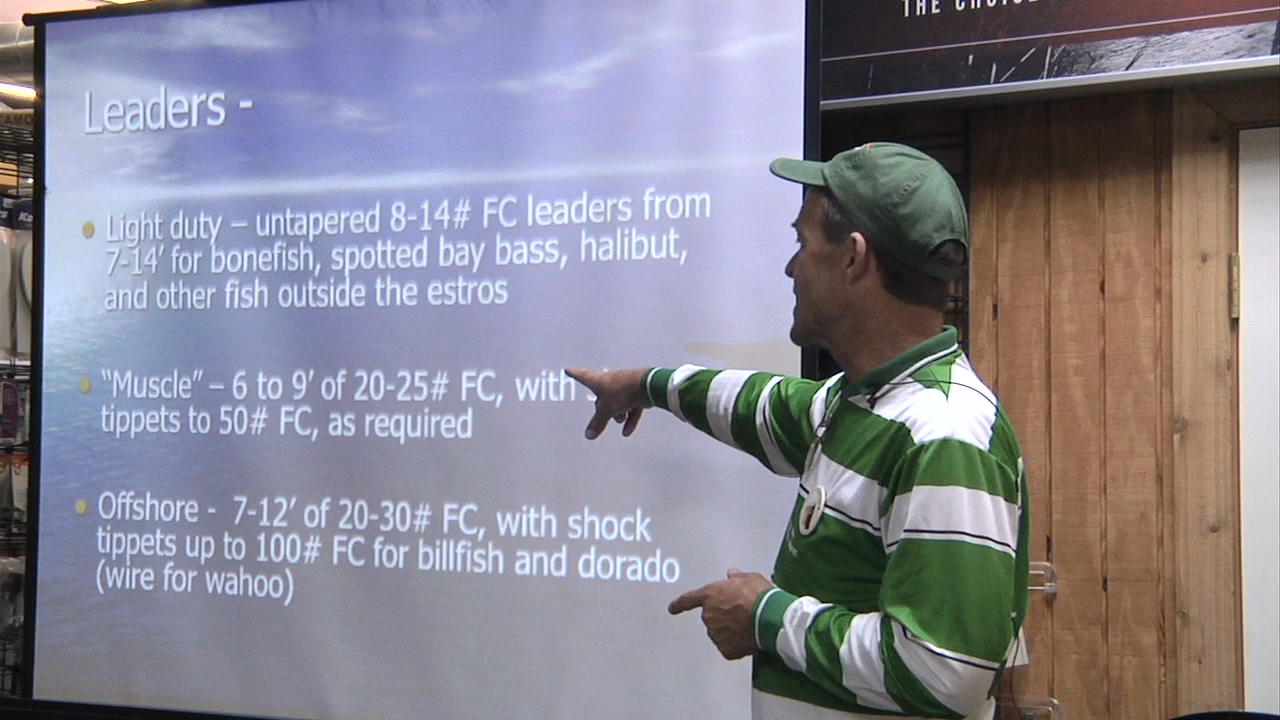 THE CHOICE
Leaders -
Light duty – untapered 8-14# FC leaders from
7-14’ for bonefish, spotted bay bass, halibut,
and other fish outside the estros
“Muscle” – 6 to 9’ of 20-25# FC, with
tippets to 50# FC, as required
Offshore - 7-12’ of 20-30# FC, with shock
tippets up to 100# FC for billfish and dorado
(wire for wahoo)